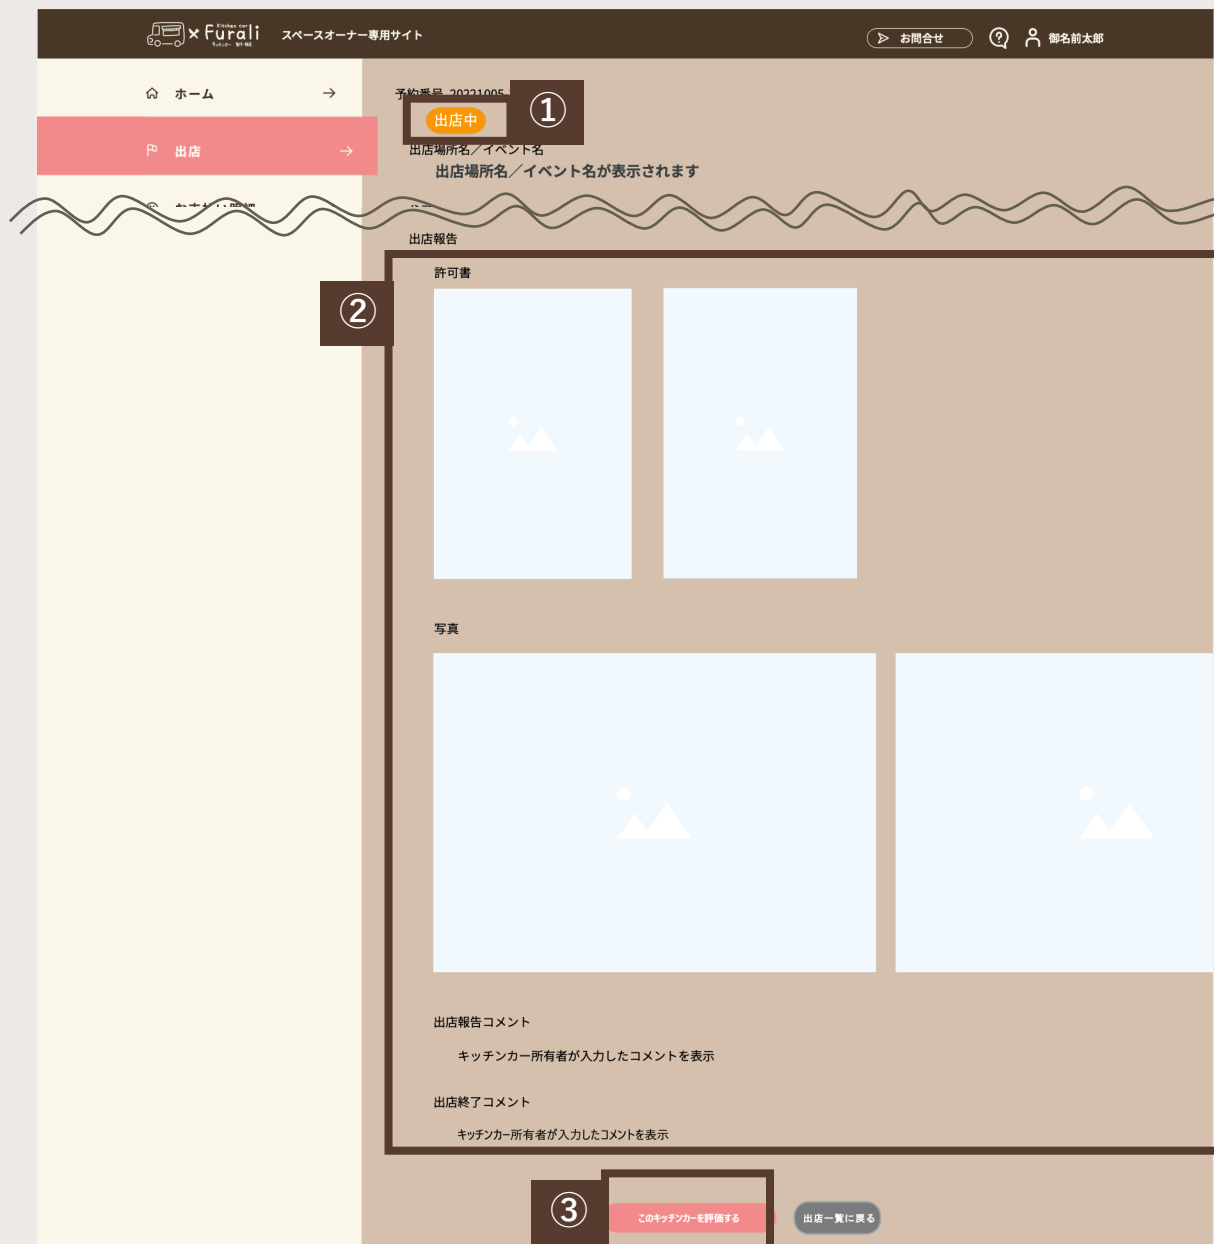 Kitchen car
× Furali
スペースオーナー専用サイト
お問合せ
御名前太郎
ホーム
予約番号 20221005
①
出店中
出店
出店場所名／イベント名
出店場所名／イベント名が表示されます
出店報告
②
許可書
写真
出店報告コメント
キッチンカー所有者が入力したコメントを表示
出店終了コメント
キッチンカー所有者が入力したコメントを表示
③
このキッチンカーを評価する
出店一覧に戻る